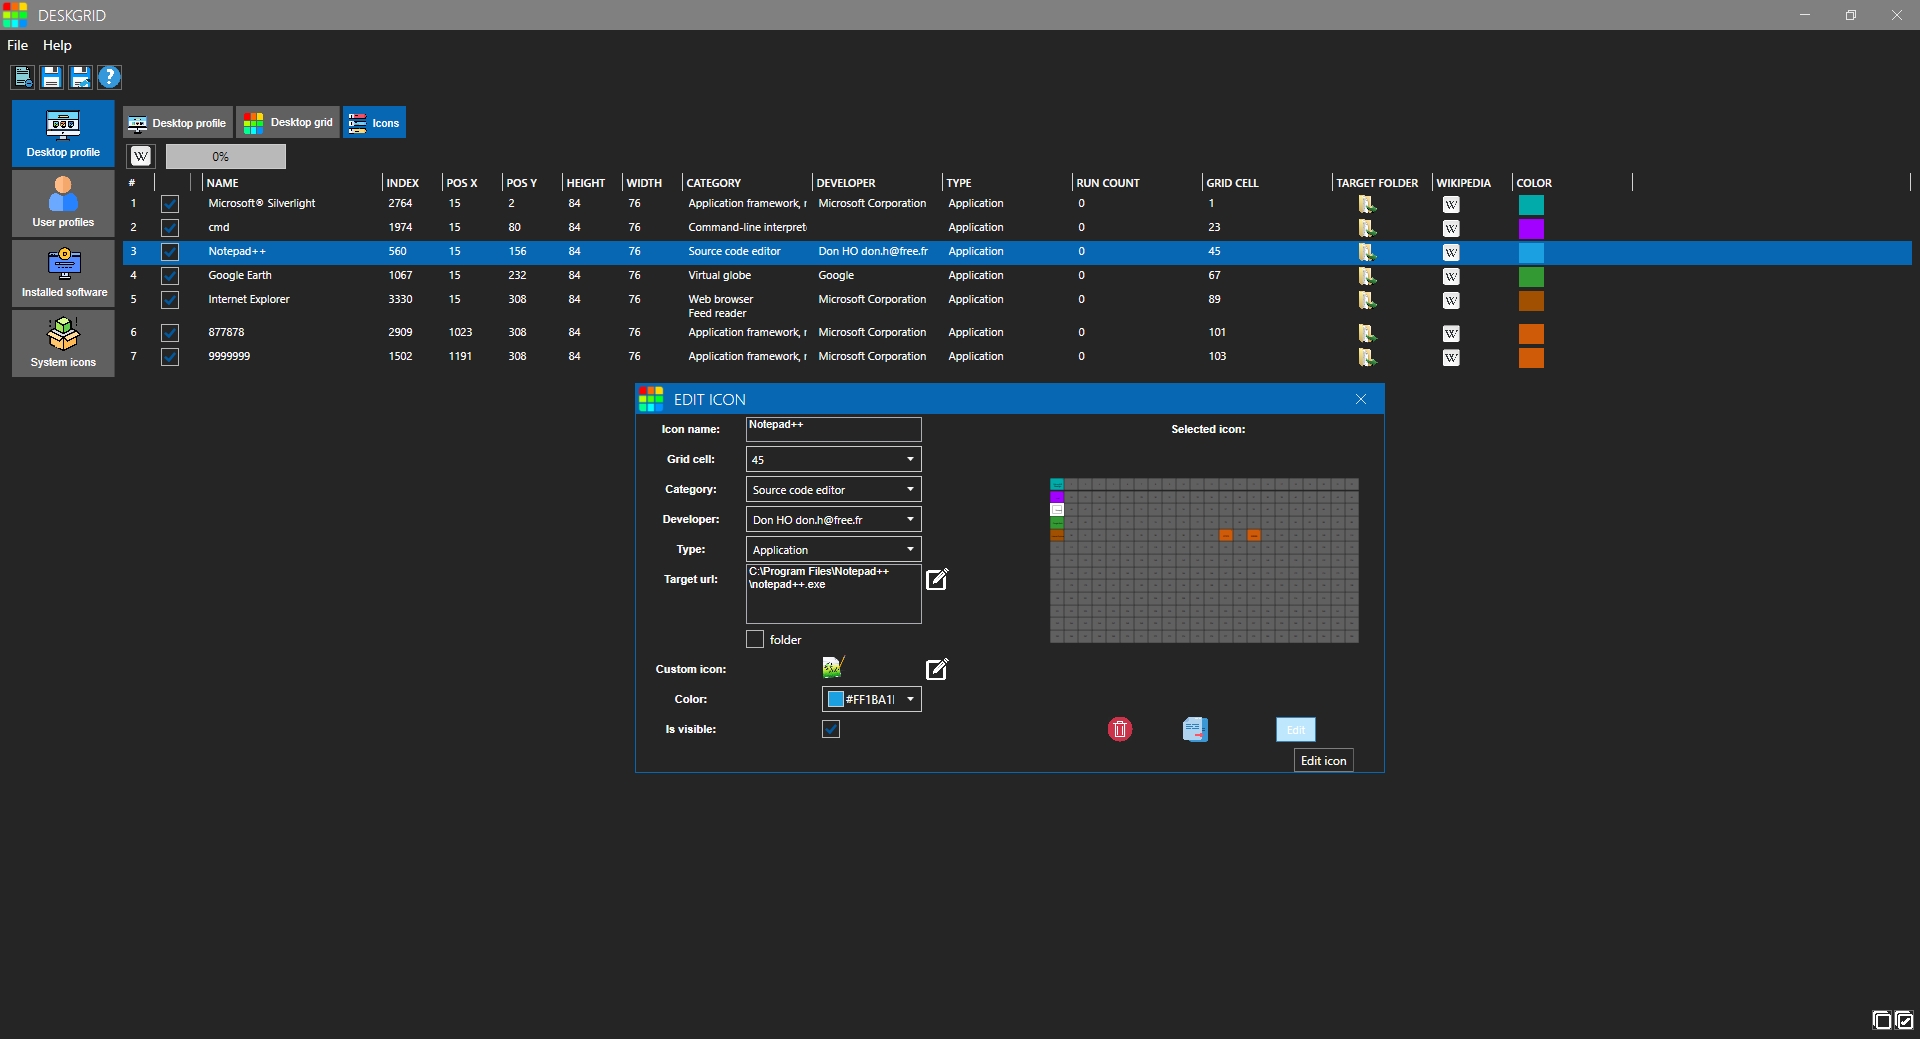 DESKGRID
File Help
Desktop profile Desktop grid Icons
Desktop profile
W 0%
# NAME INDEX POS X POS Y HEIGHT WIDTH CATEGORY DEVELOPER TYPE RUN COUNT GRID CELL TARGET FOLDER WIKIPEDIA COLOR
1 Microsoft® Silverlight 2764 15 2 84 76 Application framework, Microsoft Corporation Application 0 1 W
User profiles
2 cmd 1974 15 80 84 76 Command-line interpret Application 0 23 W
3 Notepad++ 560 15 156 84 76 Source code editor Don HO don.h@free.fr Application 0 45 W
4 Google Earth 1067 15 232 84 76 Virtual globe Google Application 0 67 W
Installed software
5 Internet Explorer 3330 15 308 84 76 Web browser Microsoft Corporation Application 0 89 W
Feed reader
6 877878 2909 1023 308 84 76 Application framework, Microsoft Corporation Application 0 101 W
7 9999999 1502 1191 308 84 76 Application framework, Microsoft Corporation Application 0 103 W
System icons
EDIT ICON
Icon name: Notepad++
Selected icon:
Grid cell: 45
Category: Source code editor
Developer: Don HO don.h@free.fr
Type: Application
Target url: C:\Program Files\Notepad++
\notepad++.exe
folder
Custom icon:
Color: #FF1BA1
Is visible:
Edit
Edit icon